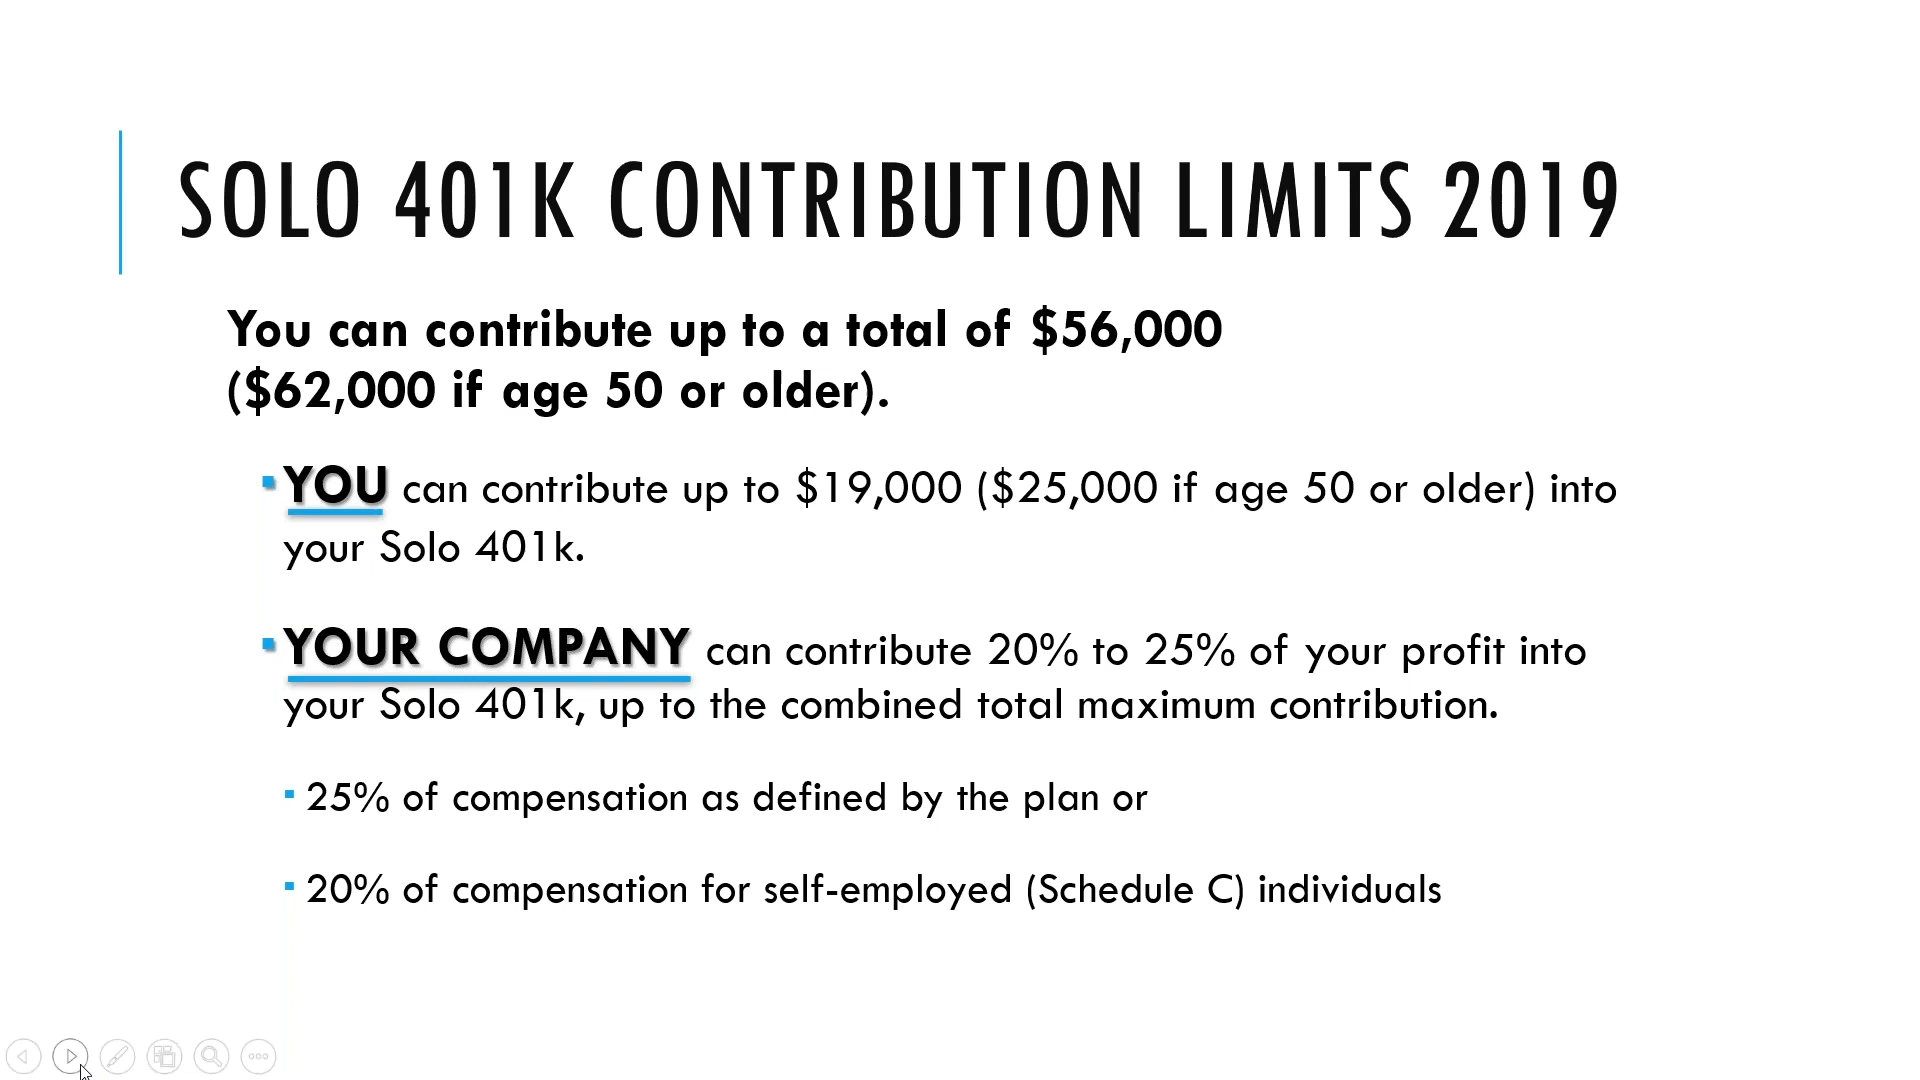 SOLO 401K CONTRIBUTION LIMITS 2019
You can contribute up to a total of $56,000
($62,000 if age 50 or older).
YOU can contribute up to $19,000 ($25,000 if age 50 or older) into
your Solo 401k.
YOUR COMPANY can contribute 20% to 25% of your profit into
your Solo 401k, up to the combined total maximum contribution.
25% of compensation as defined by the plan or
20% of compensation for self-employed (Schedule C) individuals